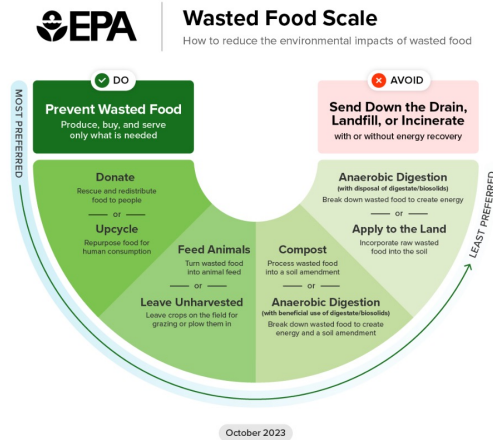 EPA
Wasted Food Scale
How to reduce the environmental impacts of wasted food
DO
Prevent Wasted Food
Produce, buy, and serve
only what is needed
AVOID
Send Down the Drain,
Landfill, or Incinerate
with or without energy recovery
MOST PREFERRED
Donate
Rescue and redistribute
food to people
or
Upcycle
Repurpose food for
human consumption
Feed Animals
Turn wasted food
into animal feed
or
Leave Unharvested
Leave crops on the field for
grazing or plow them in
Compost
Process wasted food
into a soil amendment
or
Anaerobic Digestion
(with beneficial use of digestate/biosolids)
Break down wasted food to create
energy and a soil amendment
Anaerobic Digestion
(with disposal of digestate/biosolids)
Break down wasted food to create energy
or
Apply to the Land
Incorporate raw wasted
food into the soil
LEAST PREFERRED
October 2023